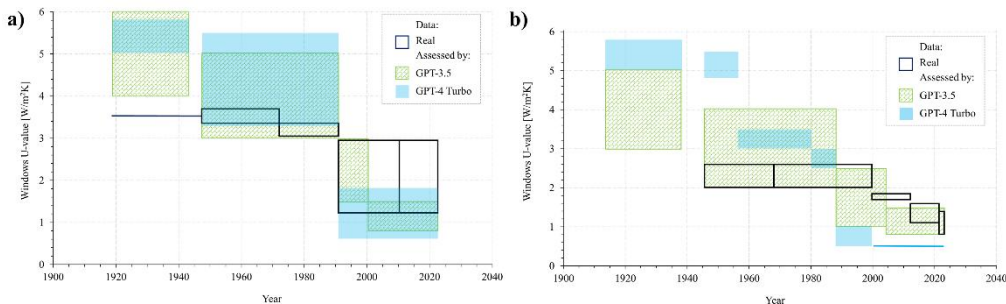 a)
Windows U-value [W/m²K]
6
5
4
3
2
1
0
1900 1920 1940 1960 1980 2000 2020 2040
Year
Data:
Real
Assessed by:
GPT-3.5
GPT-4 Turbo
b)
Windows U-value [W/m²K]
6
5
4
3
2
1
0
1900 1920 1940 1960 1980 2000 2020 2040
Year
Data:
Real
Assessed by:
GPT-3.5
GPT-4 Turbo